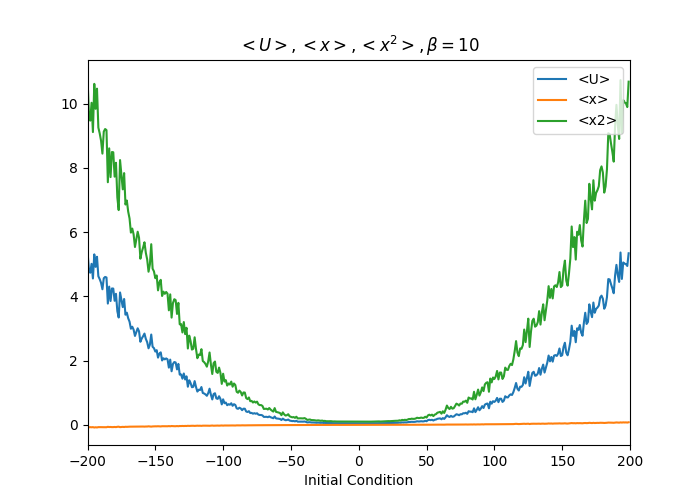 < U > , < x > , < x² > , β = 10
<U>
<x>
<x2>
10
8
6
4
2
0
−200 −150 −100 −50 0 50 100 150 200
Initial Condition